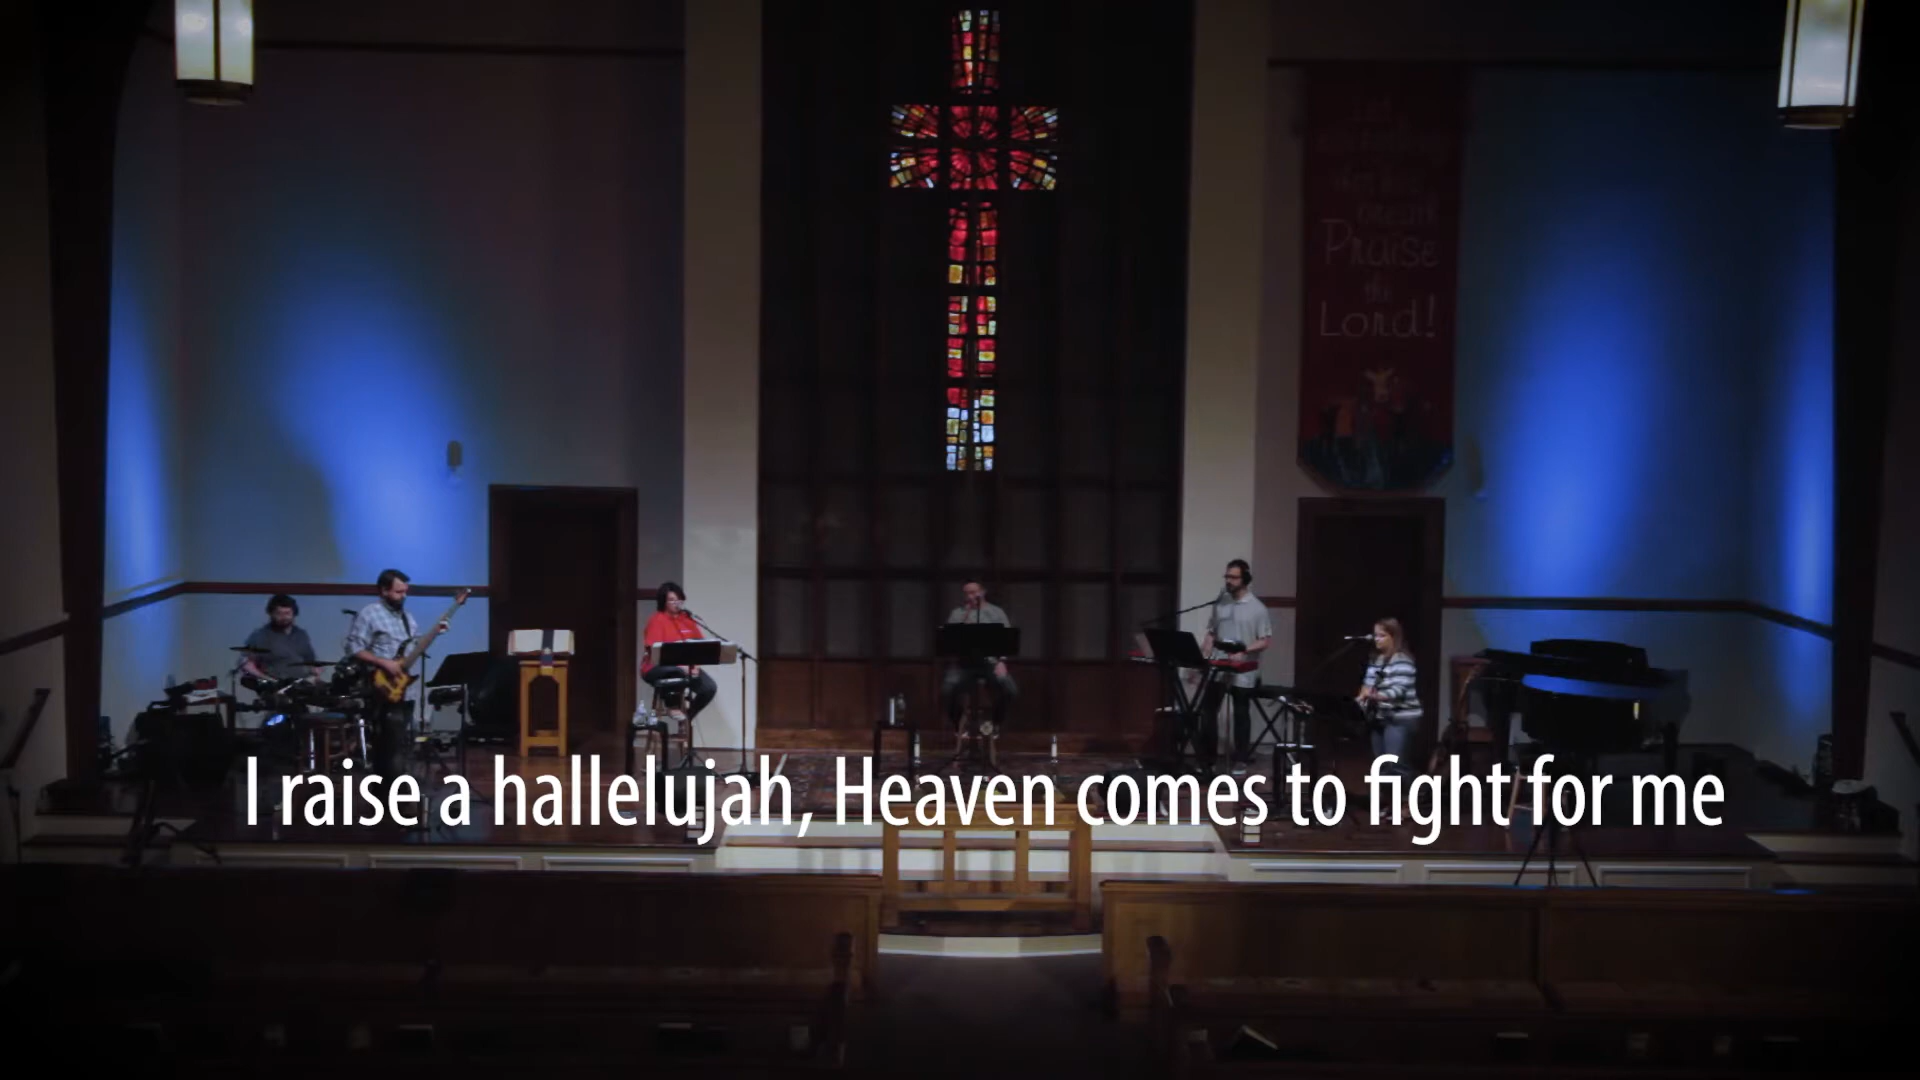 Praise
the
Lord!
I raise a hallelujah, Heaven comes to fight for me